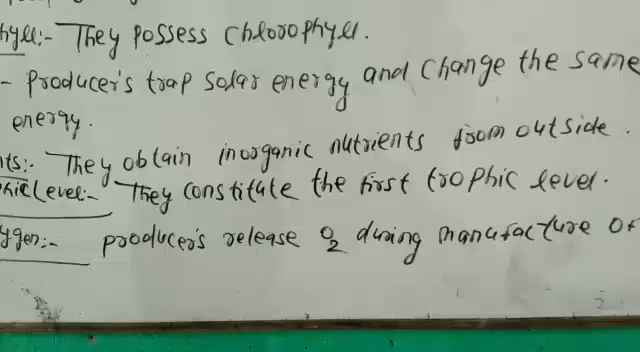 hyll:- They possess chlorophyll.
- Producer's trap solar energy and change the same
energy.
nts:- They obtain inorganic nutrients from outside.
phic Level:- They constitute the first trophic level.
ygen:- producer's release O2 during manufacture of